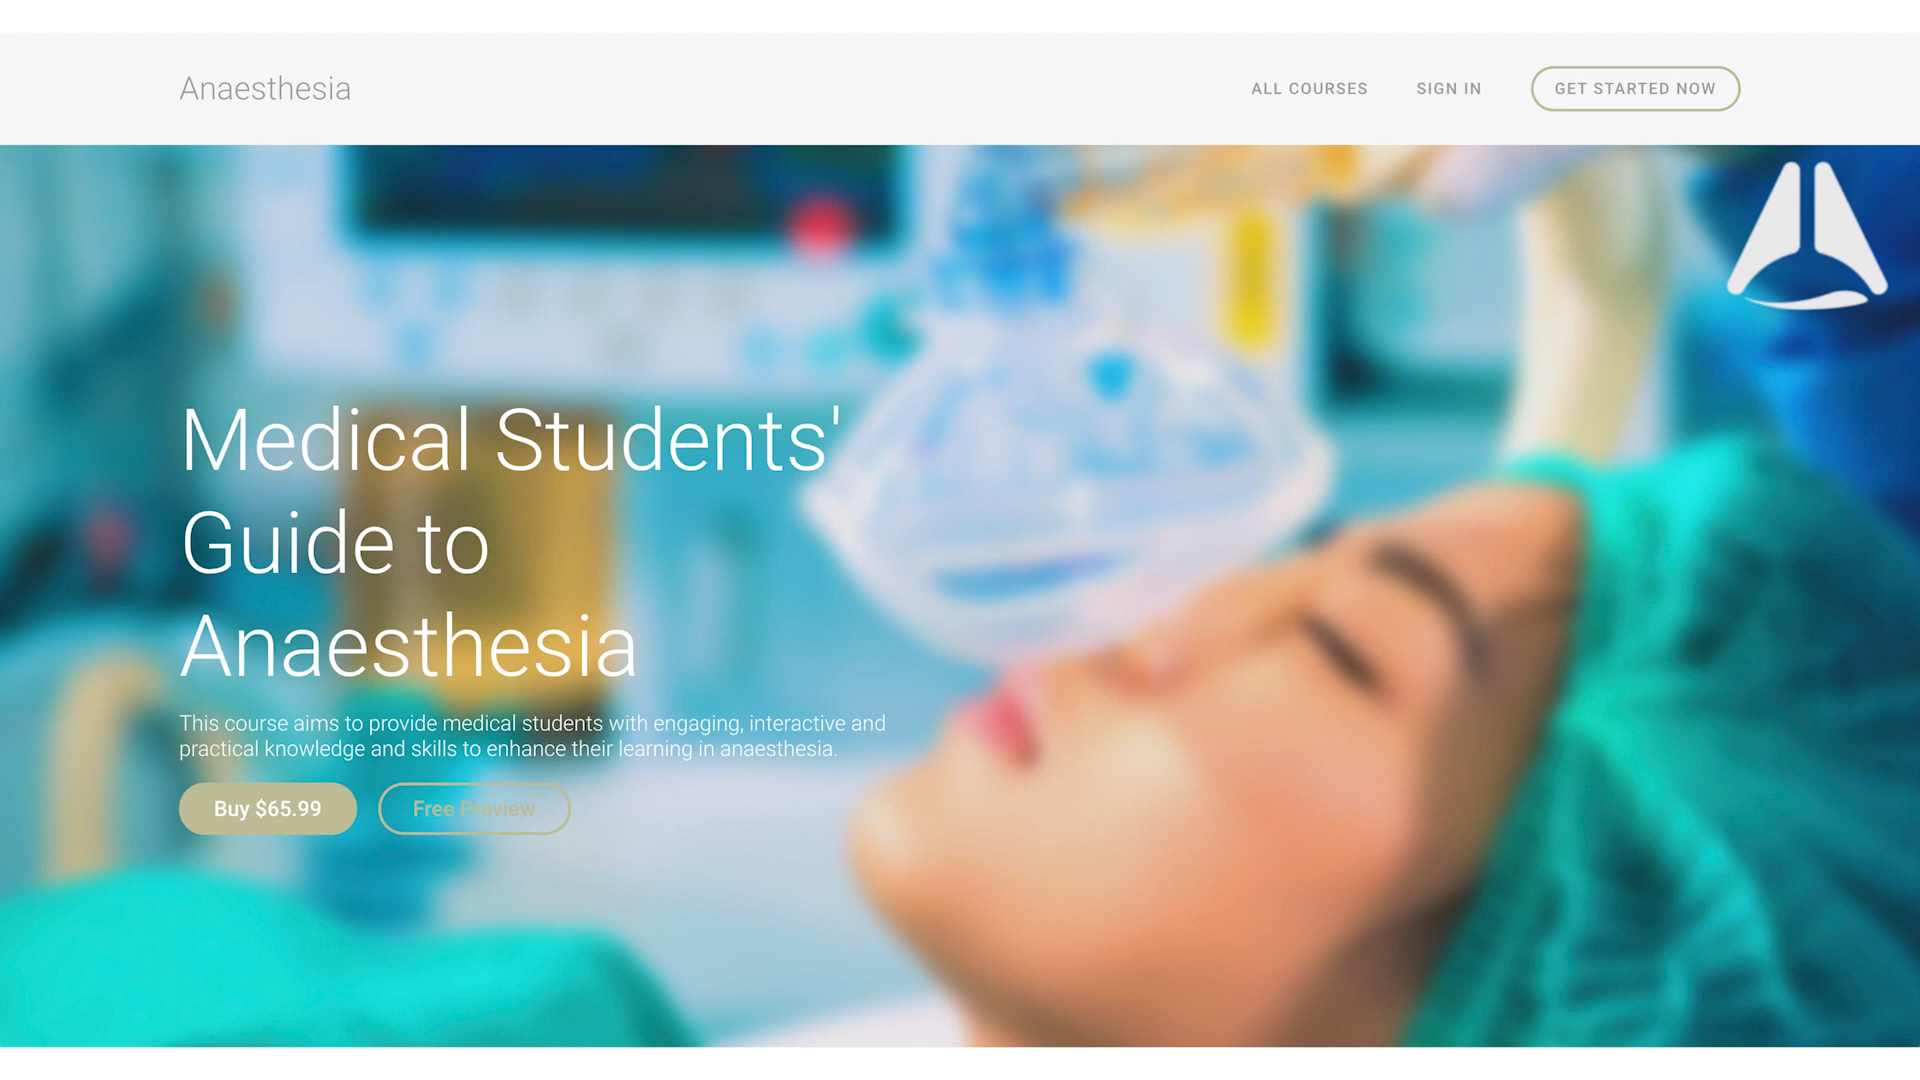 Anaesthesia
ALL COURSES
SIGN IN
GET STARTED NOW
Medical Students'
Guide to
Anaesthesia
This course aims to provide medical students with engaging, interactive and
practical knowledge and skills to enhance their learning in anaesthesia.
Buy $65.99
Free Preview